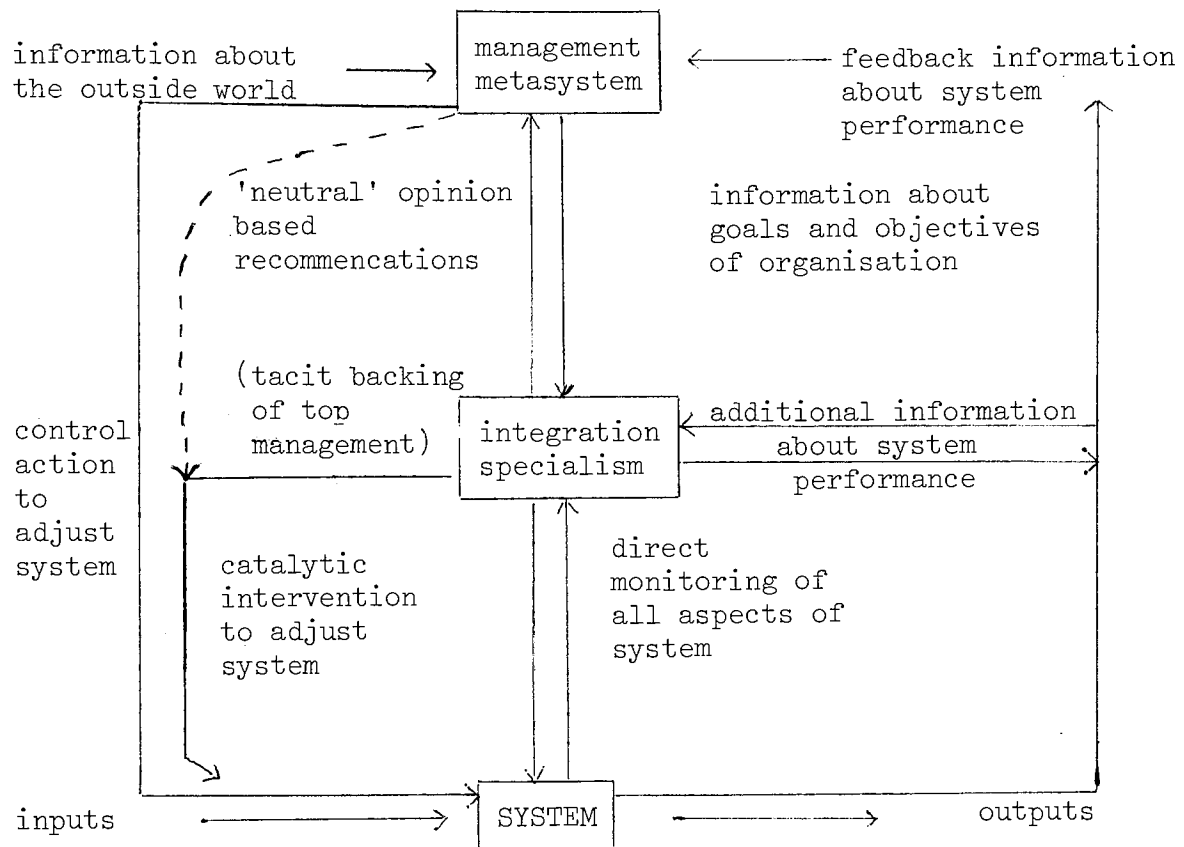 information about
the outside world
management
metasystem
feedback information
about system
performance
'neutral' opinion
based
recommencations
information about
goals and objectives
of organisation
(tacit backing
of top
management)
control
action
to
adjust
system
integration
specialism
additional information
about system
performance
catalytic
intervention
to adjust
system
direct
monitoring of
all aspects of
system
inputs
SYSTEM
outputs